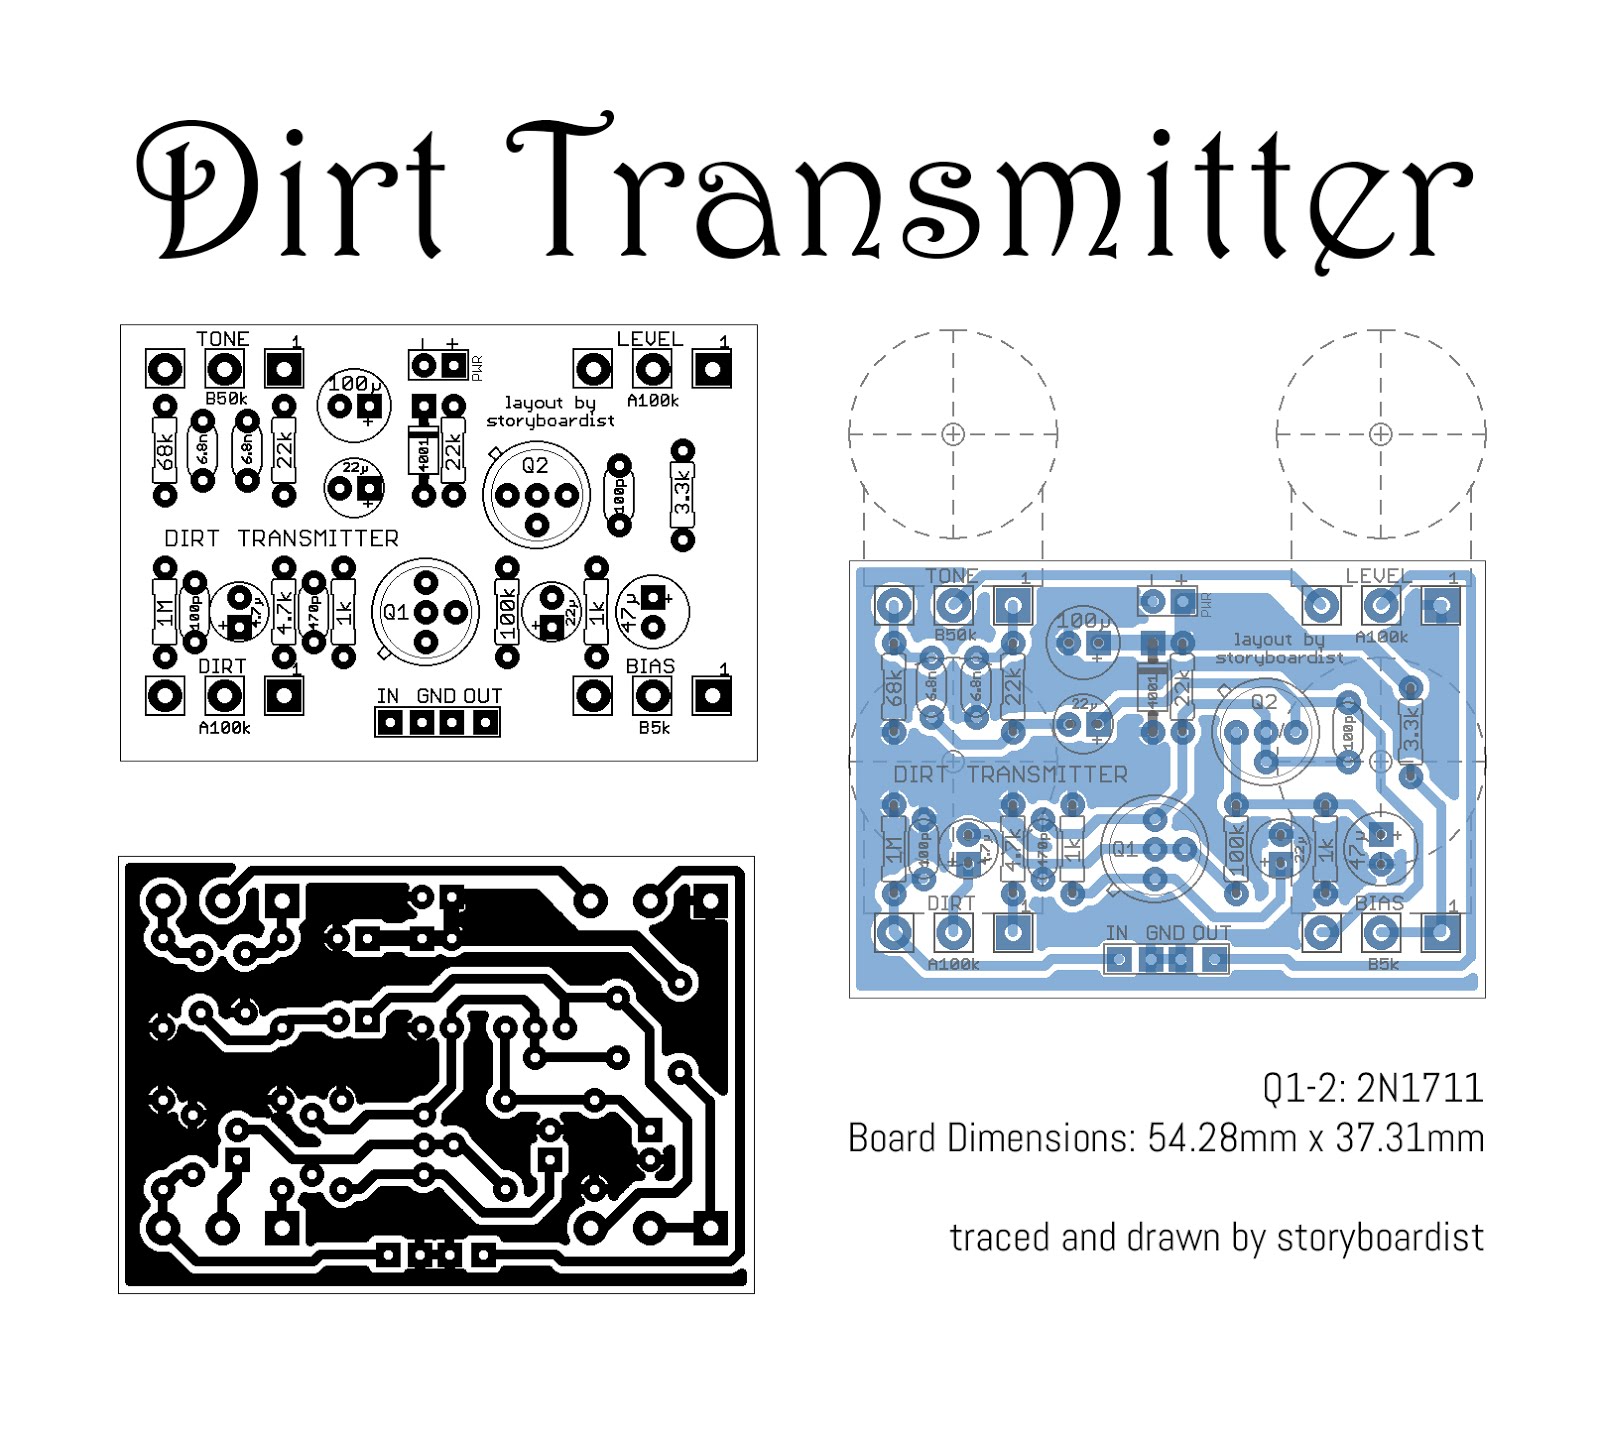 Dirt Transmitter
TONE 1 - + LEVEL 1
PWR
100µ
B50k A100k
layout by
storyboardist
68k 6.8n 6.8n 22k 4001 22k
22µ Q2 100p 3.3k
DIRT TRANSMITTER
1M 100p 4.7µ 4.7k 470p 1k Q1 100k 22µ 1k 47µ
DIRT 1 BIAS 1
IN GND OUT
A100k B5k
TONE 1 - + LEVEL 1
PWR
100µ
B50k A100k
layout by
storyboardist
68k 6.8n 6.8n 22k 4001 22k
22µ Q2 100p 3.3k
DIRT TRANSMITTER
1M 100p 4.7µ 4.7k 470p 1k Q1 100k 22µ 1k 47µ
DIRT 1 BIAS 1
IN GND OUT
A100k B5k
Q1-2: 2N1711
Board Dimensions: 54.28mm x 37.31mm
traced and drawn by storyboardist